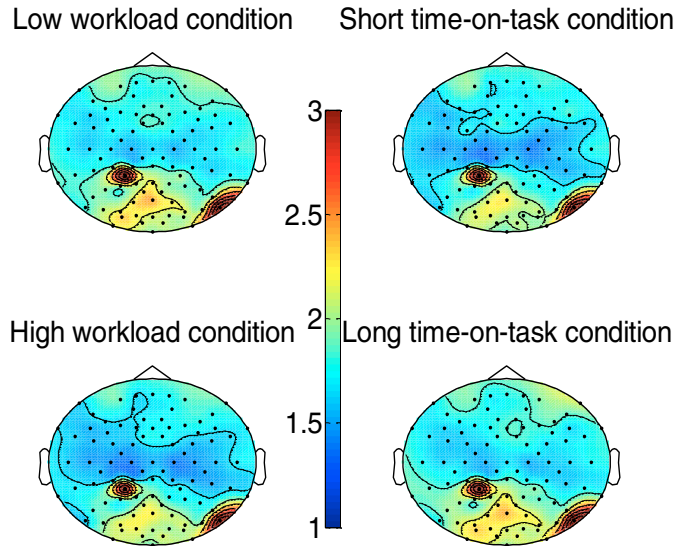 Low workload condition
Short time-on-task condition
3
2.5
2
High workload condition
Long time-on-task condition
1.5
1